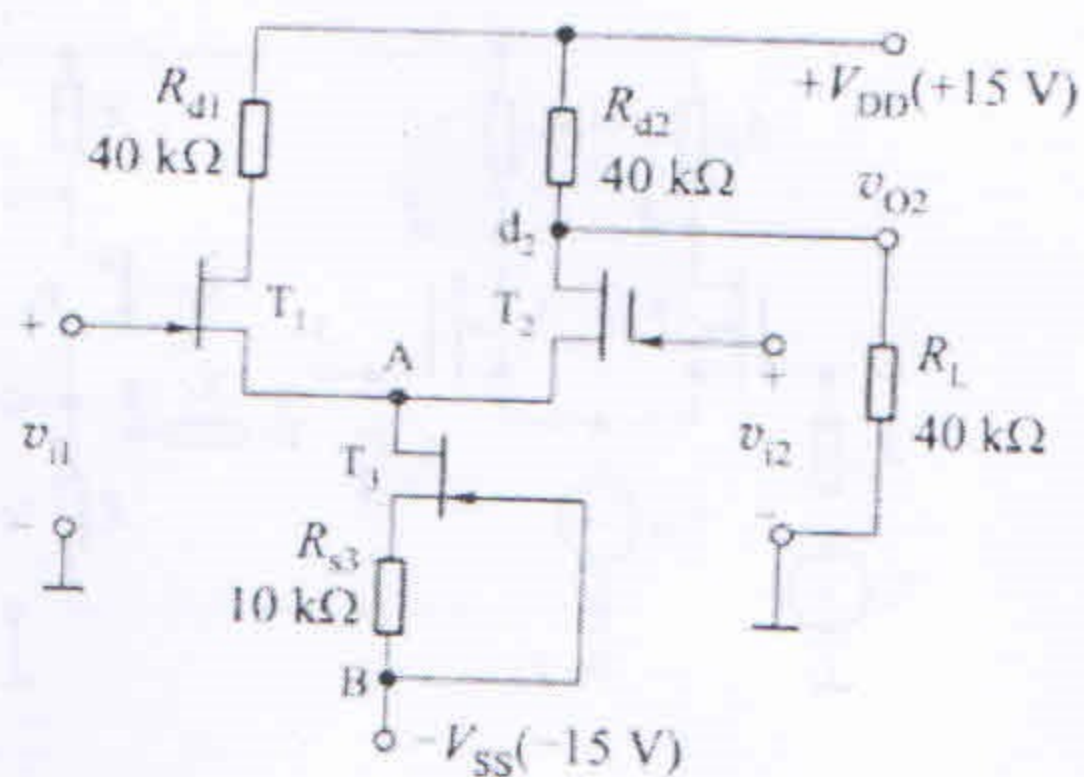 R_d1
40 kΩ
R_d2
40 kΩ
+V_DD(+15 V)
v_O2
d_2
T_1
T_2
+
A
+
R_L
40 kΩ
v_i1
v_i2
T_3
-
-
R_s3
10 kΩ
B
-V_SS(-15 V)